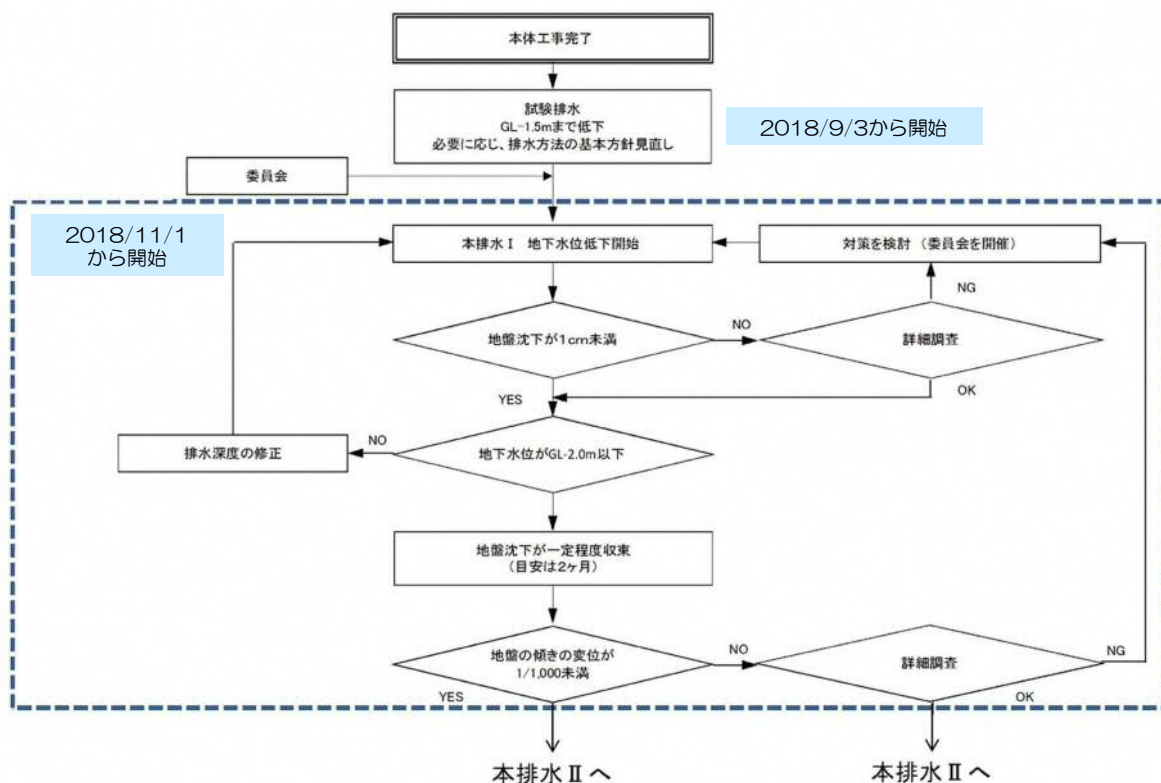 本体工事完了
試験排水
GL-1.5mまで低下
必要に応じ、排水方法の基本方針見直し
2018/9/3から開始
委員会
2018/11/1
から開始
本排水Ⅰ 地下水位低下開始
対策を検討（委員会を開催）
NG
地盤沈下が1cm未満
NO
詳細調査
YES
OK
排水深度の修正
NO
地下水位がGL-2.0m以下
地盤沈下が一定程度収束
（目安は2ヶ月）
地盤の傾きの変位が
1/1,000未満
NO
詳細調査
NG
YES
OK
本排水Ⅱへ
本排水Ⅱへ